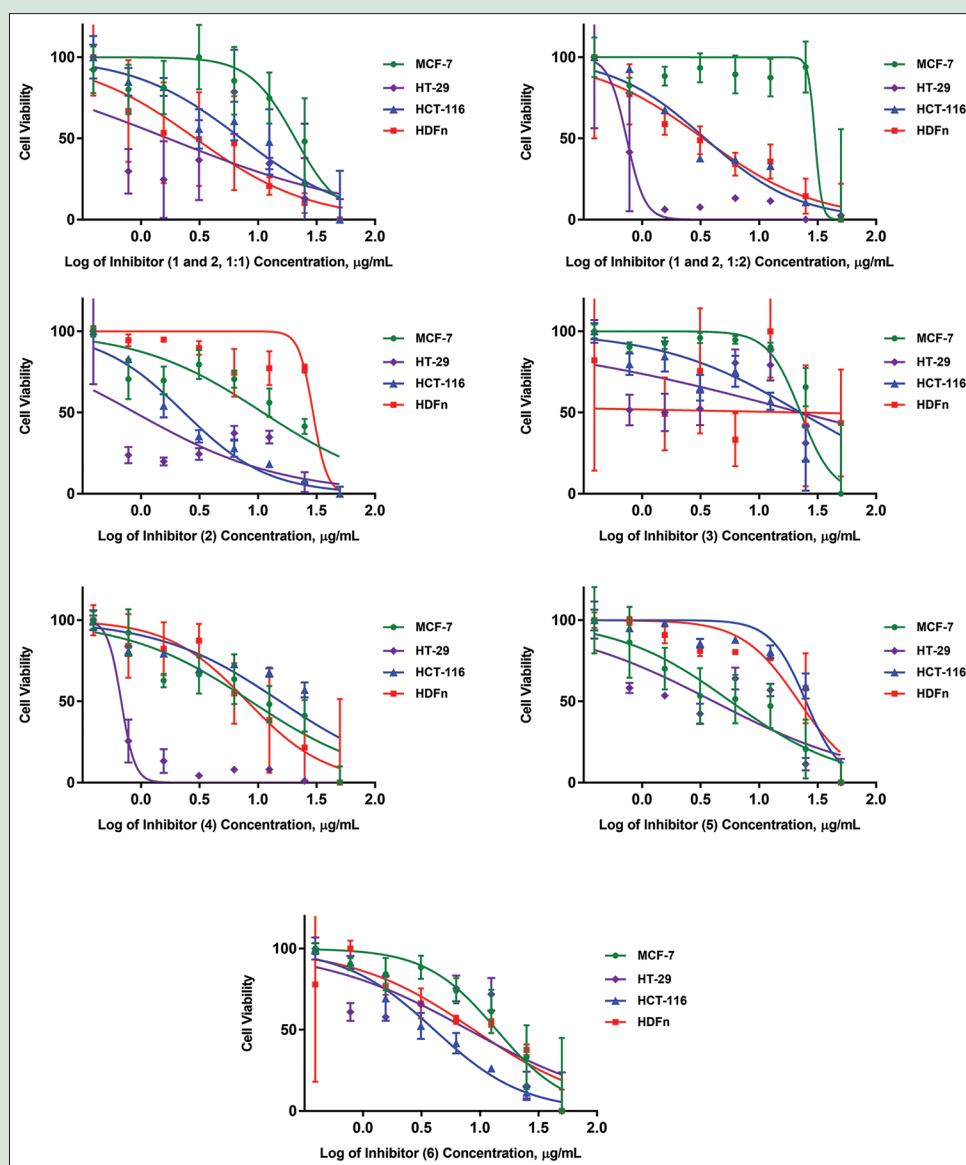 100
50
0
Cell Viability
0.0 0.5 1.0 1.5 2.0
Log of Inhibitor (1 and 2, 1:1) Concentration, μg/mL
MCF-7
HT-29
HCT-116
HDFn
100
50
0
Cell Viability
0.0 0.5 1.0 1.5 2.0
Log of Inhibitor (1 and 2, 1:2) Concentration, μg/mL
MCF-7
HT-29
HCT-116
HDFn
100
50
0
Cell Viability
0.0 0.5 1.0 1.5 2.0
Log of Inhibitor (2) Concentration, μg/mL
MCF-7
HT-29
HCT-116
HDFn
100
50
0
Cell Viability
0.0 0.5 1.0 1.5 2.0
Log of Inhibitor (3) Concentration, μg/mL
MCF-7
HT-29
HCT-116
HDFn
100
50
0
Cell Viability
0.0 0.5 1.0 1.5 2.0
Log of Inhibitor (4) Concentration, μg/mL
MCF-7
HT-29
HCT-116
HDFn
100
50
0
Cell Viability
0.0 0.5 1.0 1.5 2.0
Log of Inhibitor (5) Concentration, μg/mL
MCF-7
HT-29
HCT-116
HDFn
100
50
0
Cell Viability
0.0 0.5 1.0 1.5 2.0
Log of Inhibitor (6) Concentration, μg/mL
MCF-7
HT-29
HCT-116
HDFn